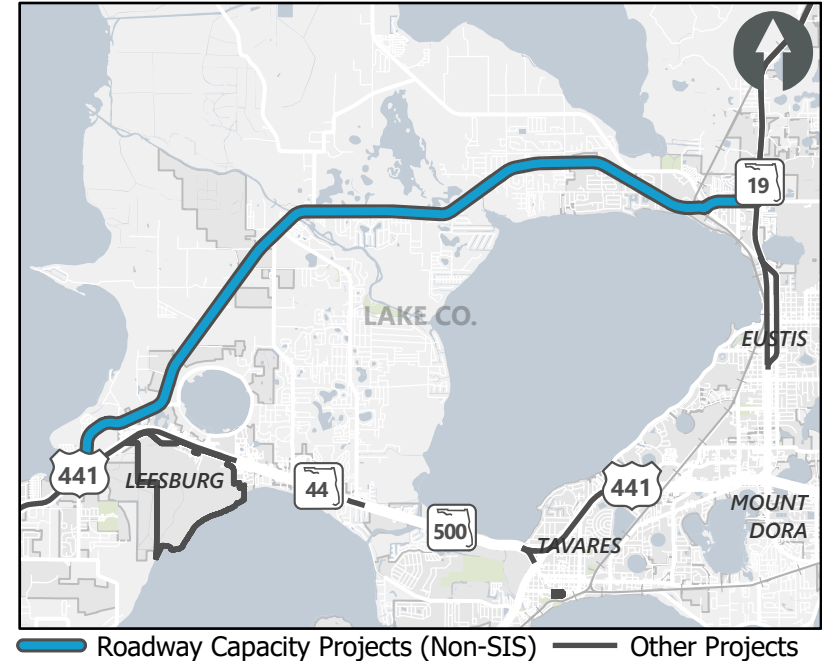 19
LAKE CO.
EUSTIS
441
LEESBURG
44
441
500
MOUNT
DORA
TAVARES
Roadway Capacity Projects (Non-SIS)
Other Projects